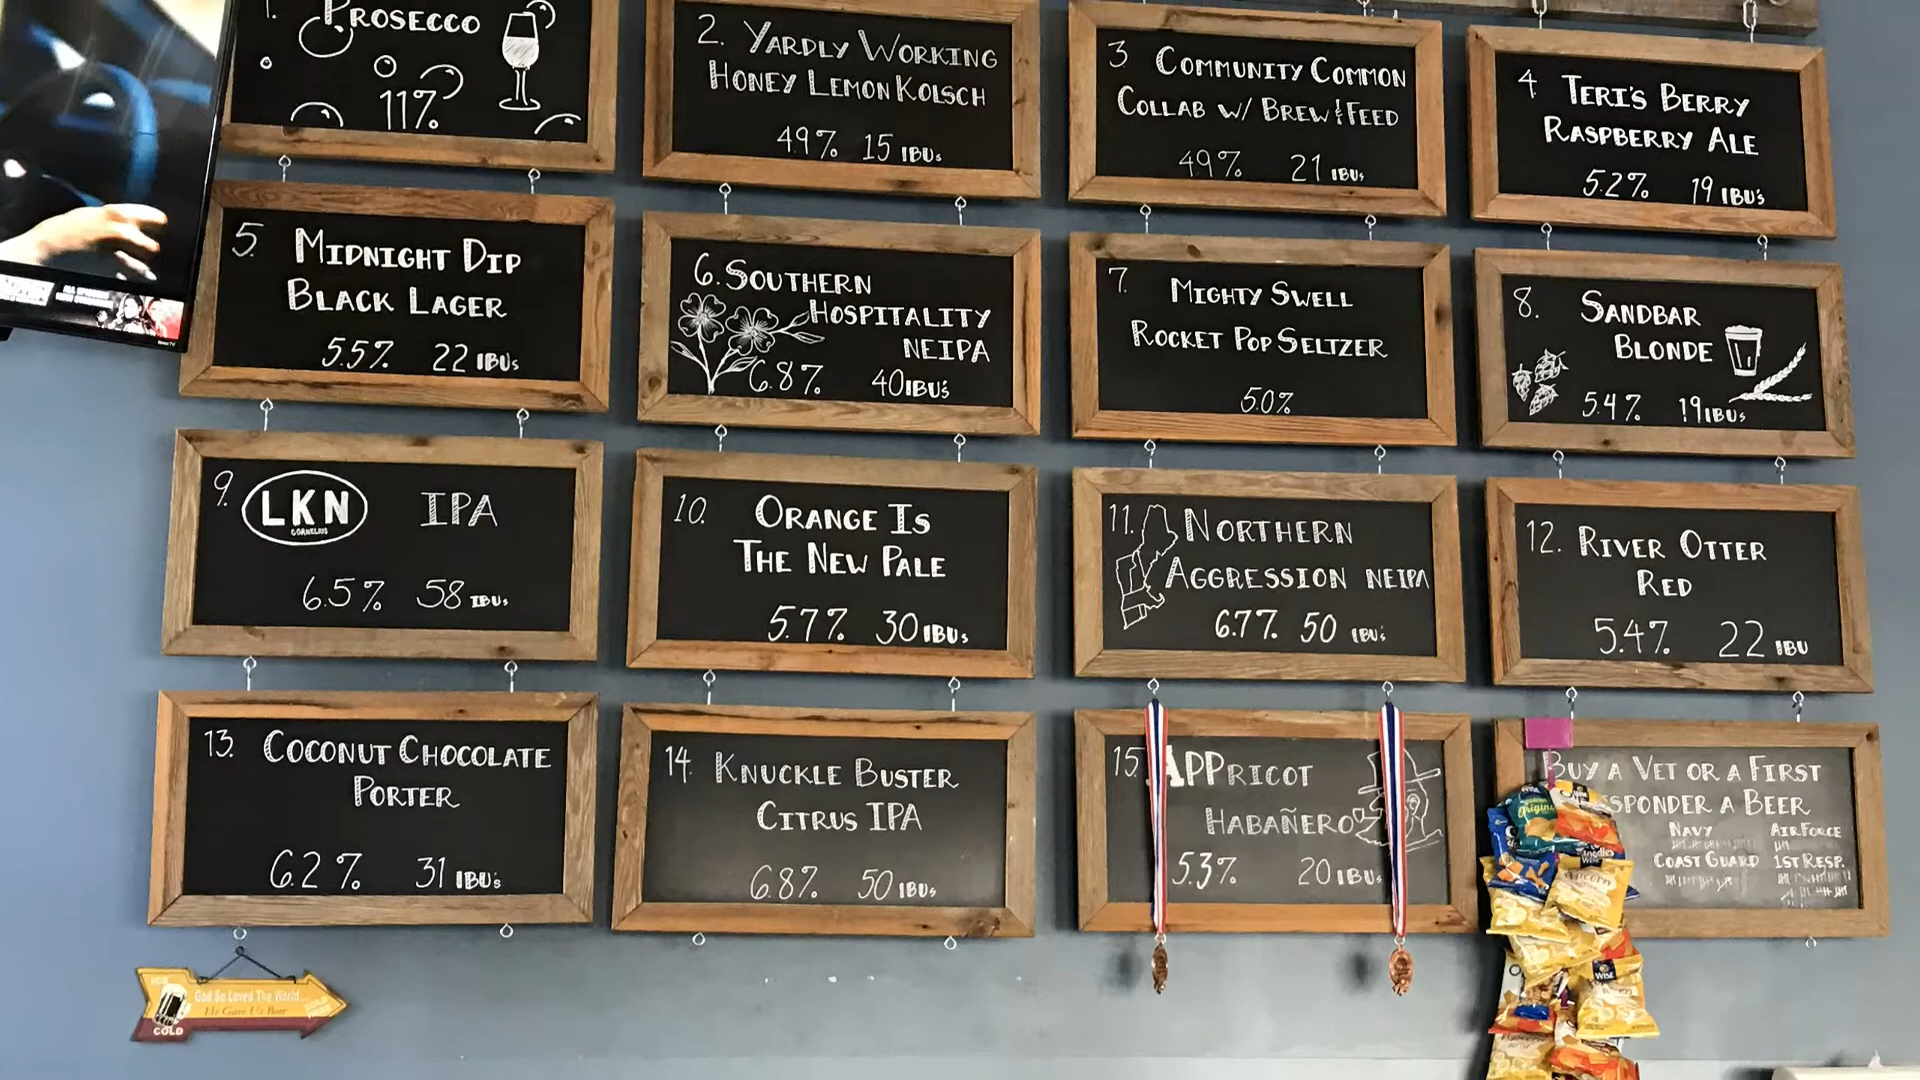 1. PROSECCO
117.
2. YARDLY WORKING
HONEY LEMON KOLSCH
4.9% 15 IBUs
3 COMMUNITY COMMON
COLLAB W/ BREW & FEED
4.9% 21 IBUs
4 TERI'S BERRY
RASPBERRY ALE
5.2% 19 IBU's
5. MIDNIGHT DIP
BLACK LAGER
5.5% 22 IBUs
6. SOUTHERN
HOSPITALITY
NEIPA
6.8% 40 IBU's
7. MIGHTY SWELL
ROCKET POP SELTZER
5.0%
8. SANDBAR
BLONDE
5.4% 19 IBUs
9. LKN IPA
CORNELIUS
6.5% 58 IBUs
10. ORANGE IS
THE NEW PALE
5.7% 30 IBUs
11. NORTHERN
AGGRESSION NEIPA
6.7% 50 IBU's
12. RIVER OTTER
RED
5.4% 22 IBU
13. COCONUT CHOCOLATE
PORTER
6.2% 31 IBU's
14. KNUCKLE BUSTER
CITRUS IPA
6.8% 50 IBUs
15. APPRICOT
HABAÑERO
5.3% 20 IBUs
BUY A VET OR A FIRST
SPONDER A BEER
NAVY AIR FORCE
COAST GUARD 1ST RESP.
God So Loved The World
He Gave Us Beer
COLD
WISE